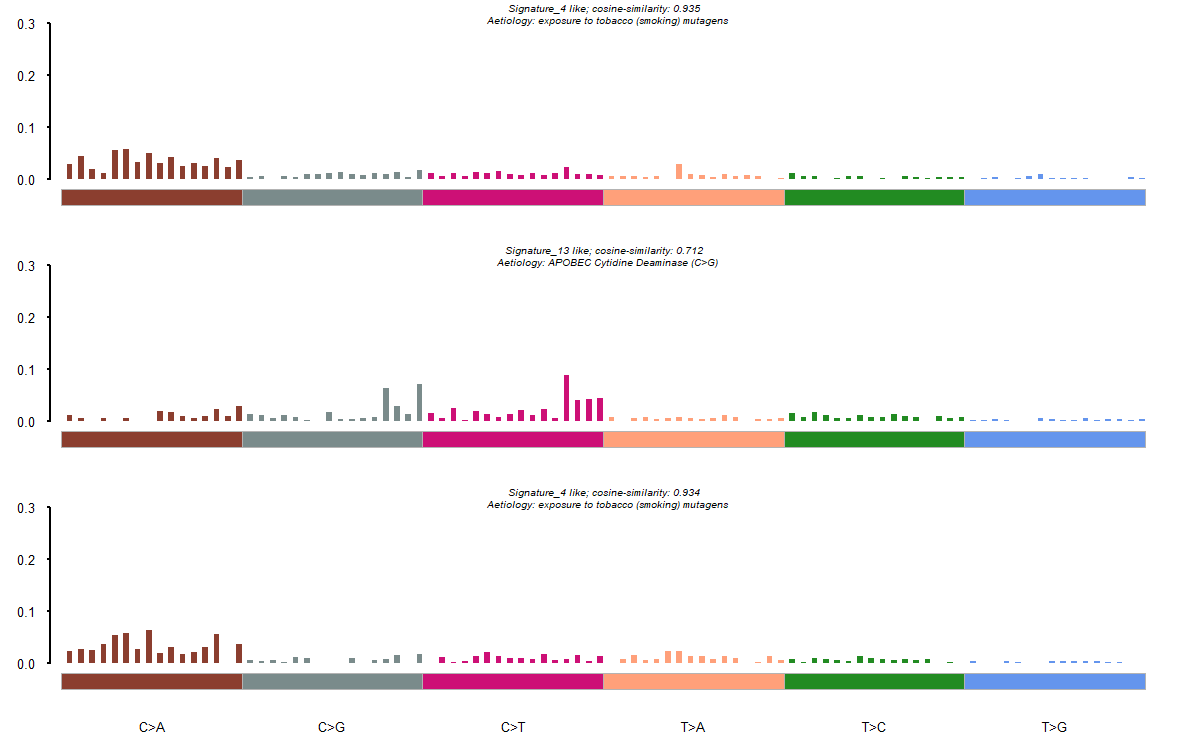 Signature_4 like; cosine-similarity: 0.935
Aetiology: exposure to tobacco (smoking) mutagens
0.3
0.2
0.1
0.0
Signature_13 like; cosine-similarity: 0.712
Aetiology: APOBEC Cytidine Deaminase (C>G)
0.3
0.2
0.1
0.0
Signature_4 like; cosine-similarity: 0.934
Aetiology: exposure to tobacco (smoking) mutagens
0.3
0.2
0.1
0.0
C>A C>G C>T T>A T>C T>G